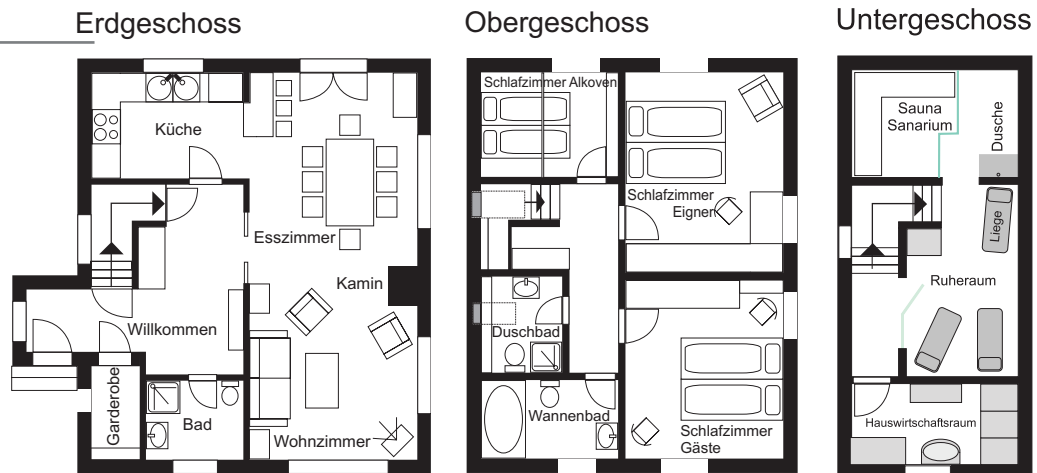 Erdgeschoss
Küche
Esszimmer
Kamin
Willkommen
Garderobe
Bad
Wohnzimmer
Obergeschoss
Schlafzimmer Alkoven
Schlafzimmer
Eigner
Duschbad
Wannenbad
Schlafzimmer
Gäste
Untergeschoss
Sauna
Sanarium
Dusche
Liege
Ruheraum
Hauswirtschaftsraum